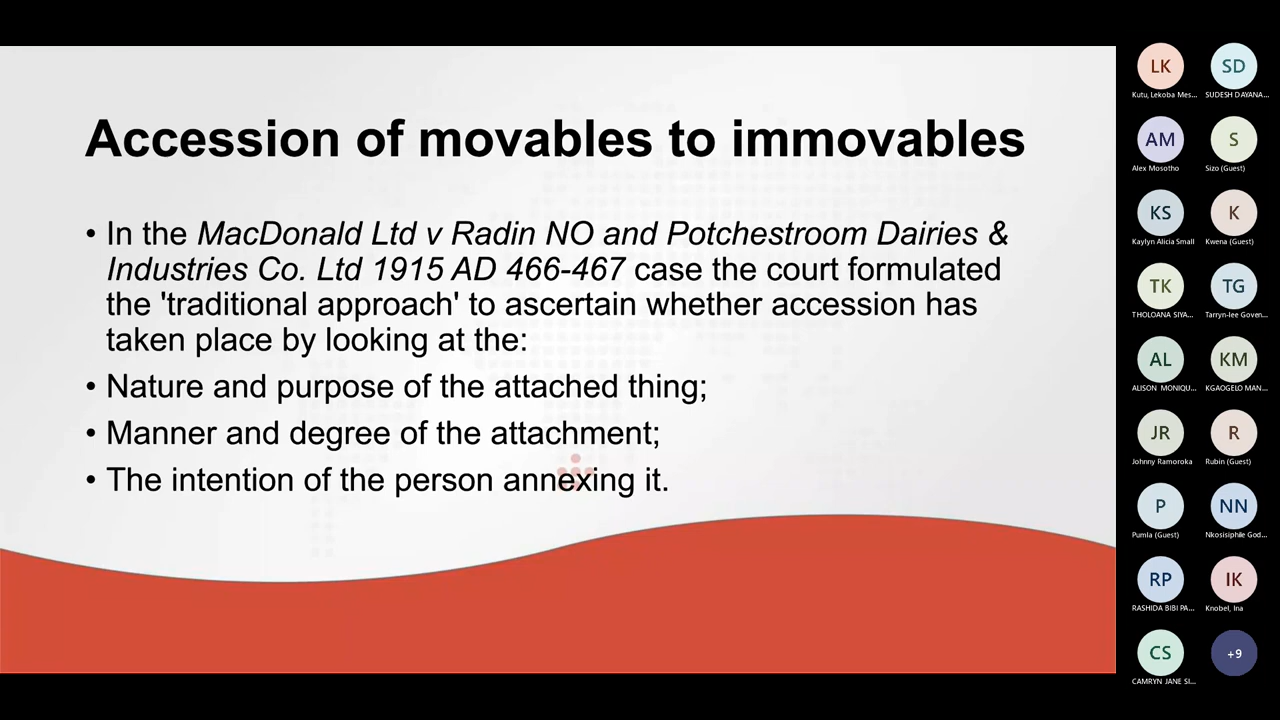 Accession of movables to immovables
• In the MacDonald Ltd v Radin NO and Potchestroom Dairies &
Industries Co. Ltd 1915 AD 466-467 case the court formulated
the 'traditional approach' to ascertain whether accession has
taken place by looking at the:
• Nature and purpose of the attached thing;
• Manner and degree of the attachment;
• The intention of the person annexing it.
LK
Kutu, Lekoba Mes...
SD
SUDESH DAYANA...
AM
Alex Mosotho
S
Sizo (Guest)
KS
Kaylyn Alicia Small
K
Kwena (Guest)
TK
THOLOANA SIYA...
TG
Tarryn-lee Goven...
AL
ALISON MONIQU...
KM
KGAOGELO MAN...
JR
Johnny Ramoroka
R
Rubin (Guest)
P
Pumla (Guest)
NN
Nkosisiphile God...
RP
RASHIDA BIBI PA...
IK
Knobel, Ina
CS
CAMRYN JANE SI...
+9